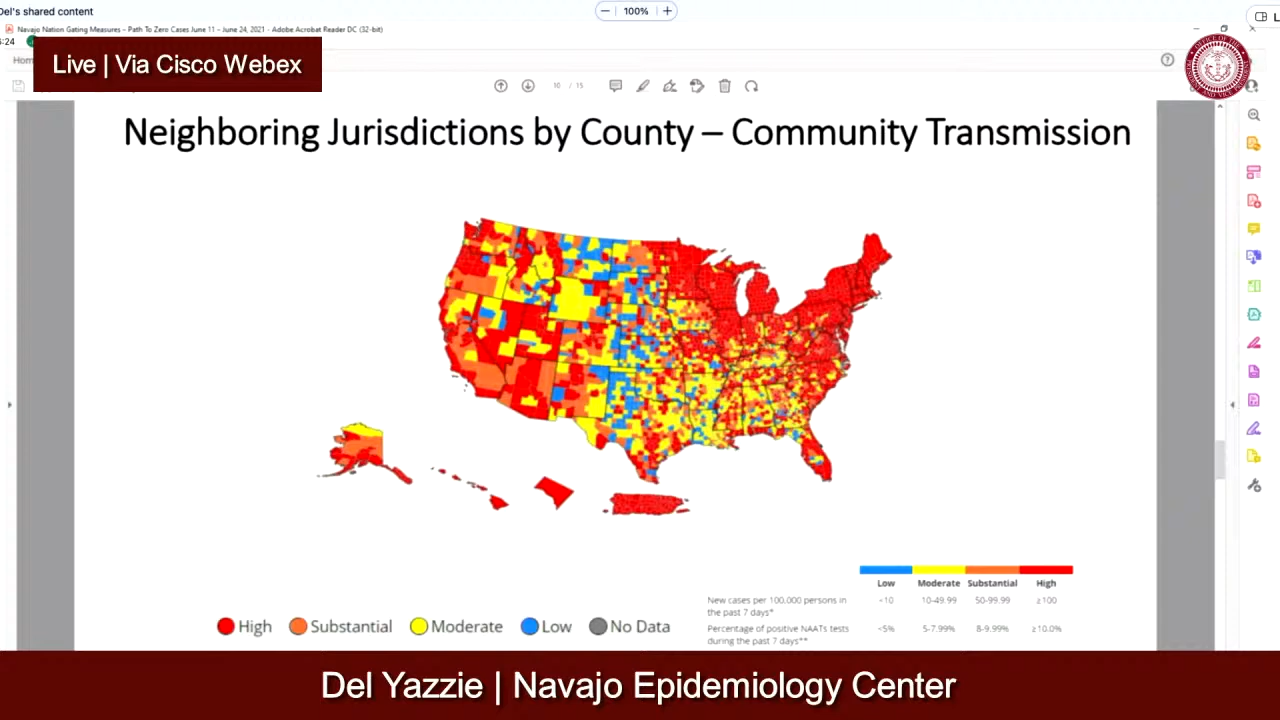 Del's shared content
100%
Navajo Nation Gating Measures – Path To Zero Cases June 11 – June 24, 2021 - Adobe Acrobat Reader DC (32-bit)
Live | Via Cisco Webex
10 / 15
Neighboring Jurisdictions by County – Community Transmission
Low Moderate Substantial High
New cases per 100,000 persons in the past 7 days* <10 10-49.99 50-99.99 ≥100
Percentage of positive NAATs tests during the past 7 days** <5% 5-7.99% 8-9.99% ≥10.0%
High Substantial Moderate Low No Data
Del Yazzie | Navajo Epidemiology Center